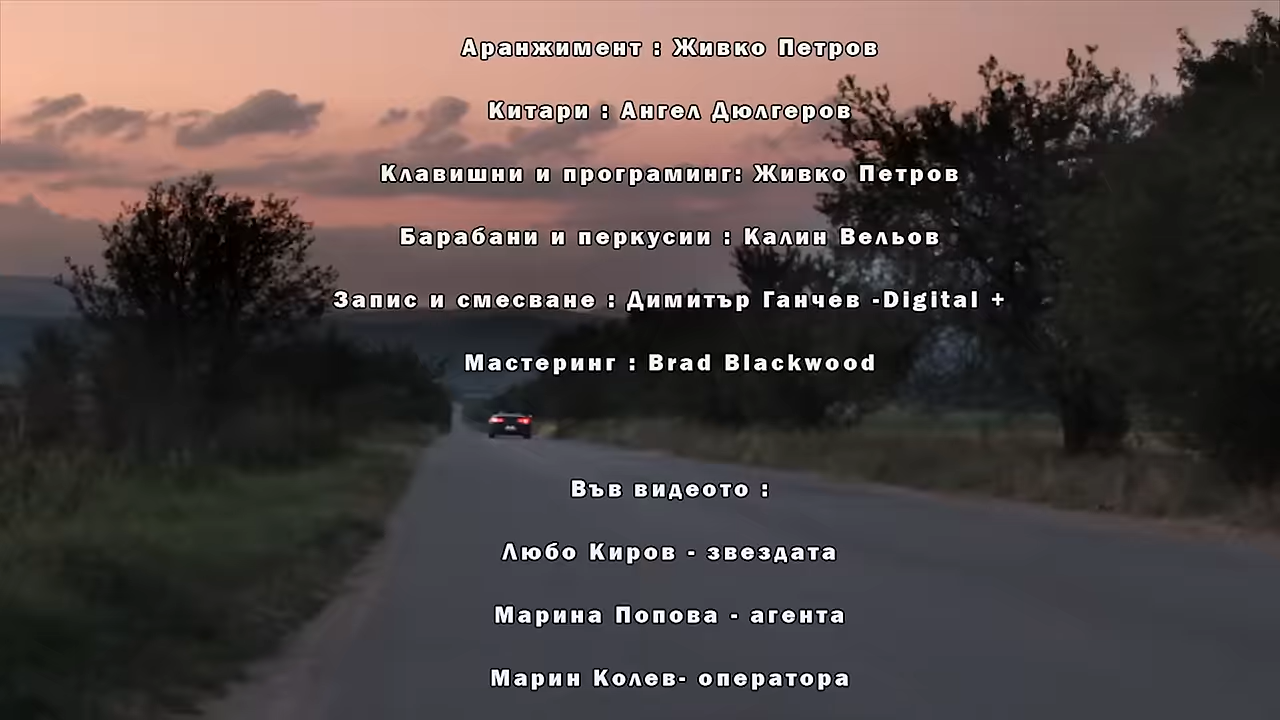 Аранжимент : Живко Петров
Китари : Ангел Дюлгеров
Клавишни и програминг: Живко Петров
Барабани и перкусии : Калин Вельов
Запис и смесване : Димитър Ганчев -Digital +
Мастеринг : Brad Blackwood
Във видеото :
Любо Киров - звездата
Марина Попова - агента
Марин Колев- оператора